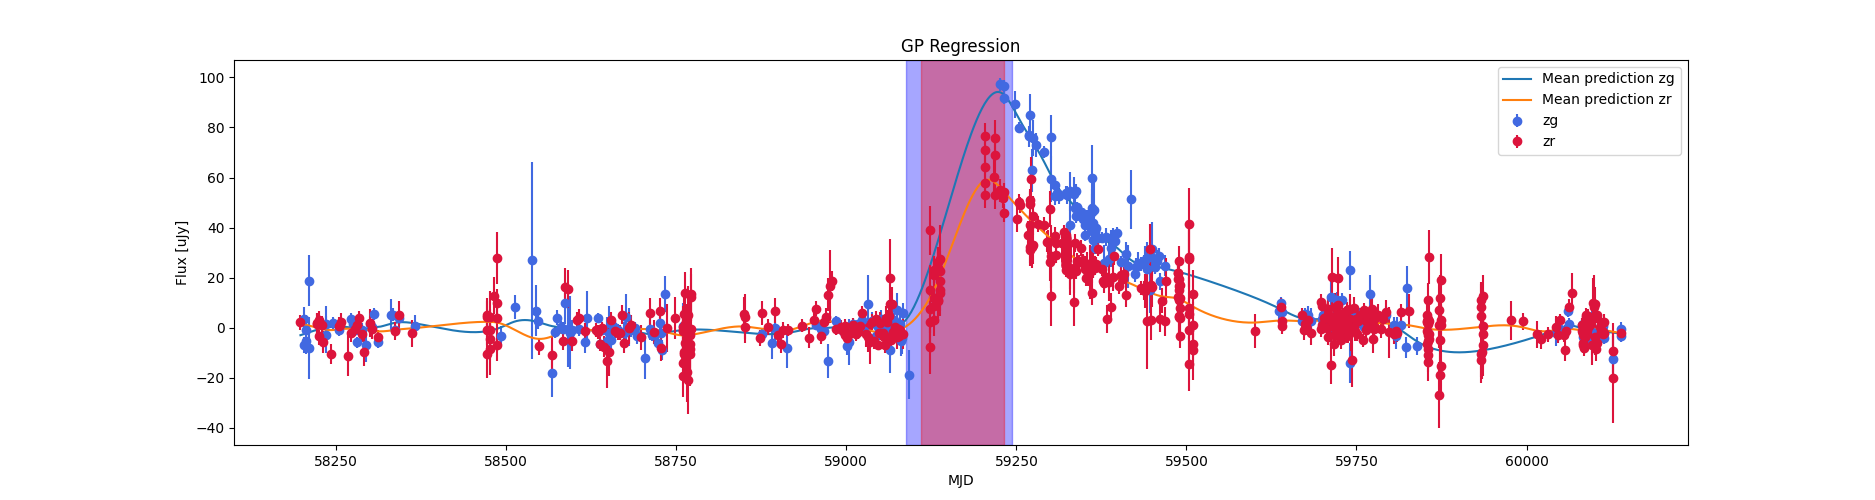 GP Regression
100
80
60
40
20
0
−20
−40
Flux [uJy]
58250
58500
58750
59000
59250
59500
59750
60000
MJD
Mean prediction zg
Mean prediction zr
zg
zr